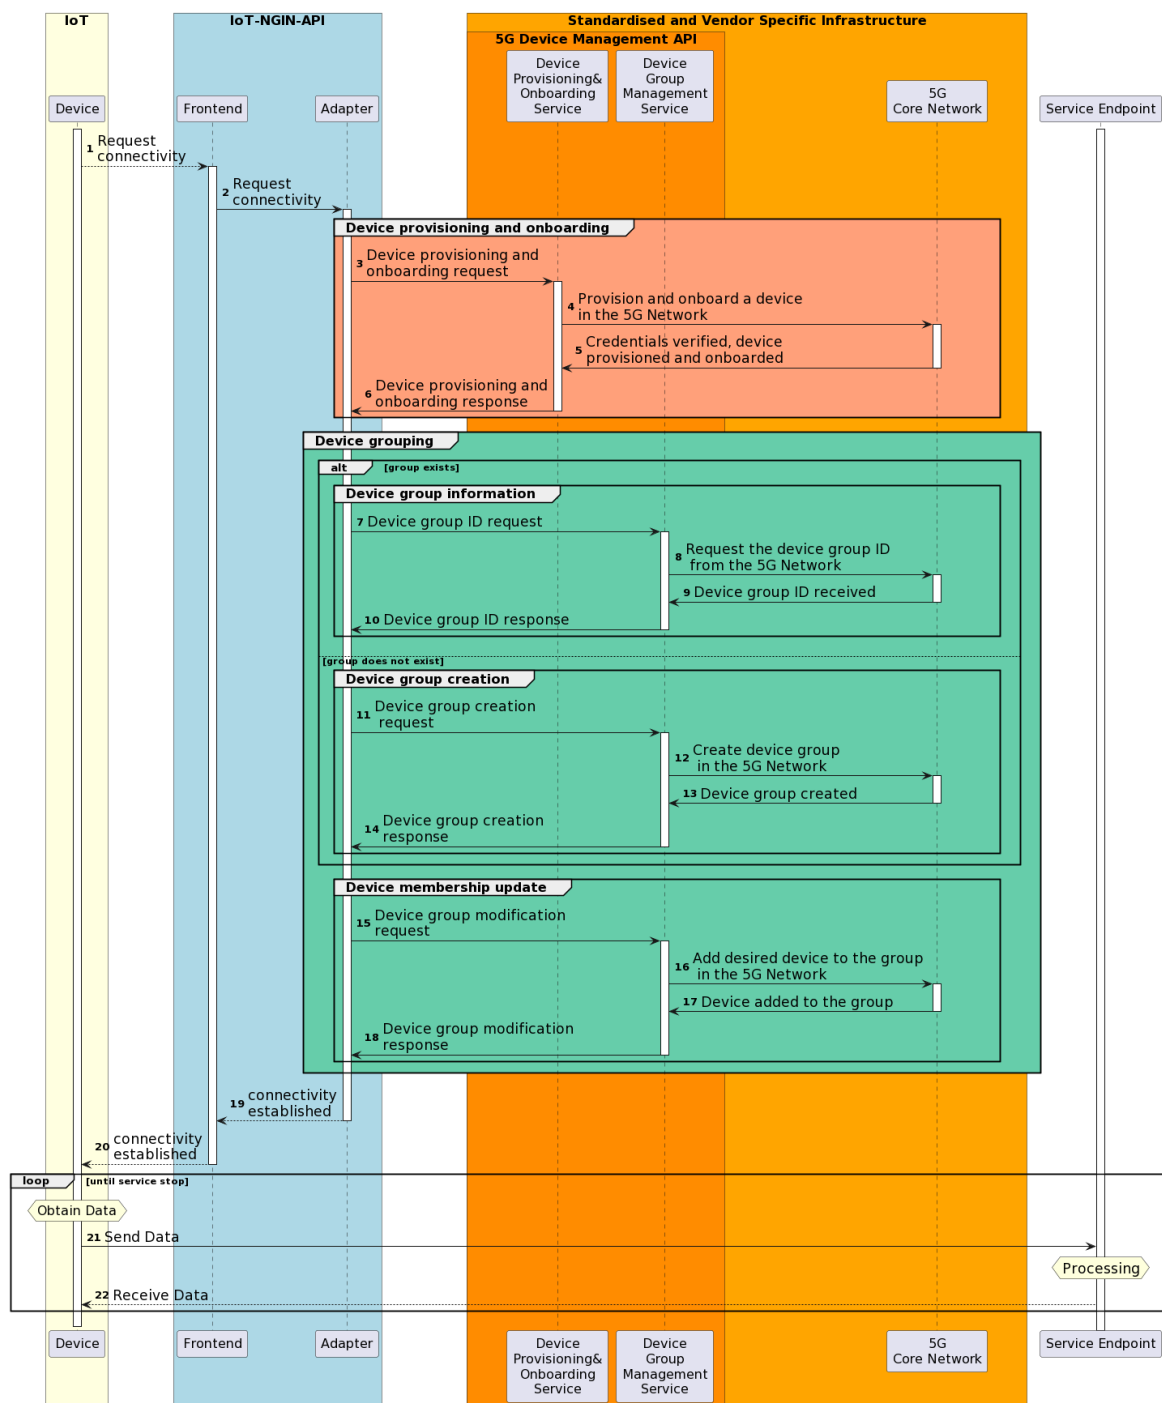 IoT
IoT-NGIN-API
Standardised and Vendor Specific Infrastructure
5G Device Management API
Device
Frontend
Adapter
Device
Provisioning&
Onboarding
Service
Device
Group
Management
Service
5G
Core Network
Service Endpoint
1 Request
connectivity
2 Request
connectivity
Device provisioning and onboarding
3 Device provisioning and
onboarding request
4 Provision and onboard a device
in the 5G Network
5 Credentials verified, device
provisioned and onboarded
6 Device provisioning and
onboarding response
Device grouping
alt [group exists]
Device group information
7 Device group ID request
8 Request the device group ID
from the 5G Network
9 Device group ID received
10 Device group ID response
[group does not exist]
Device group creation
11 Device group creation
request
12 Create device group
in the 5G Network
13 Device group created
14 Device group creation
response
Device membership update
15 Device group modification
request
16 Add desired device to the group
in the 5G Network
17 Device added to the group
18 Device group modification
response
19 connectivity
established
20 connectivity
established
loop [until service stop]
Obtain Data
21 Send Data
Processing
22 Receive Data
Device
Frontend
Adapter
Device
Provisioning&
Onboarding
Service
Device
Group
Management
Service
5G
Core Network
Service Endpoint